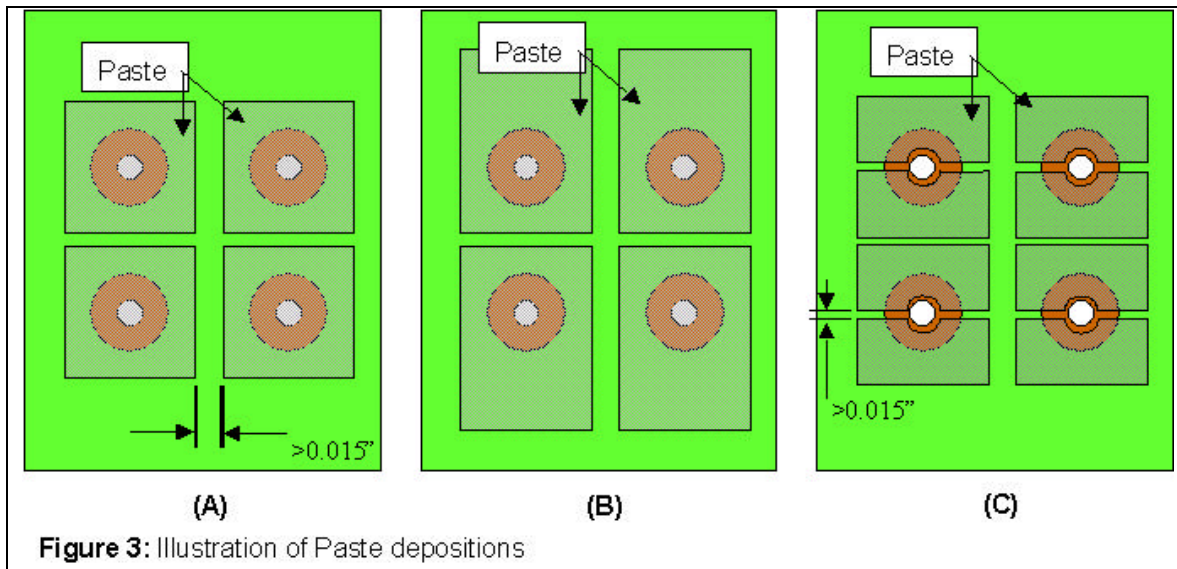 Paste
Paste
Paste
>0.015”
>0.015”
(A)
(B)
(C)
Figure 3: Illustration of Paste depositions